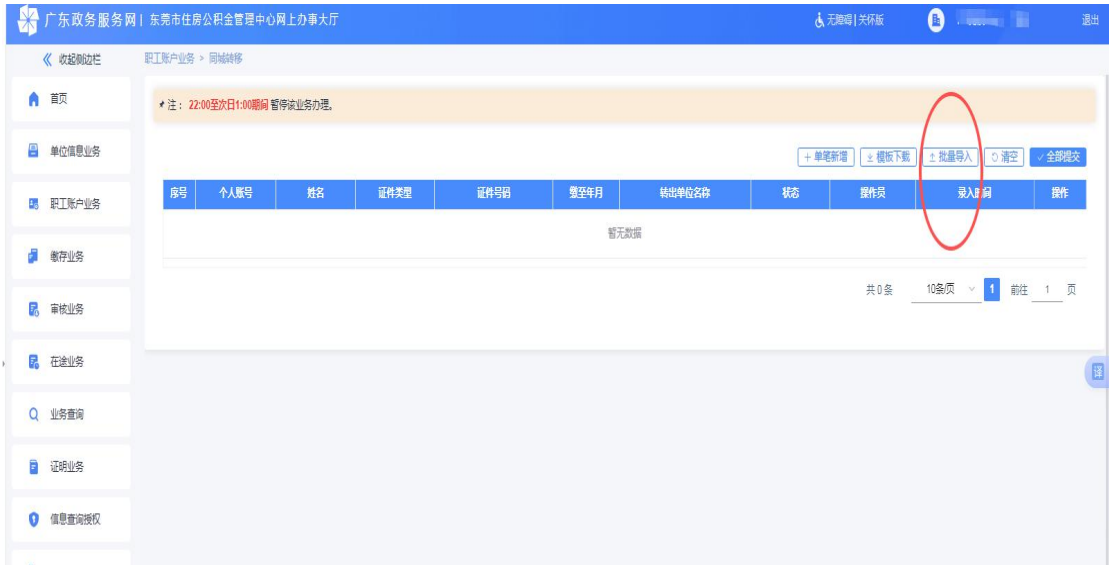 广东政务服务网 | 东莞市住房公积金管理中心网上办事大厅
无障碍 | 关怀版
退出
收起侧边栏
职工账户业务 > 同城转移
首页
注： 22:00至次日1:00期间 暂停该业务办理。
单位信息业务
+ 单笔新增 模板下载 批量导入 清空 全部提交
序号 个人账号 姓名 证件类型 证件号码 缴至年月 转出单位名称 状态 操作员 录入时间 操作
职工账户业务
暂无数据
缴存业务
共 0 条 10条/页 1 前往 1 页
审核业务
在途业务
译
业务查询
证明业务
信息查询授权